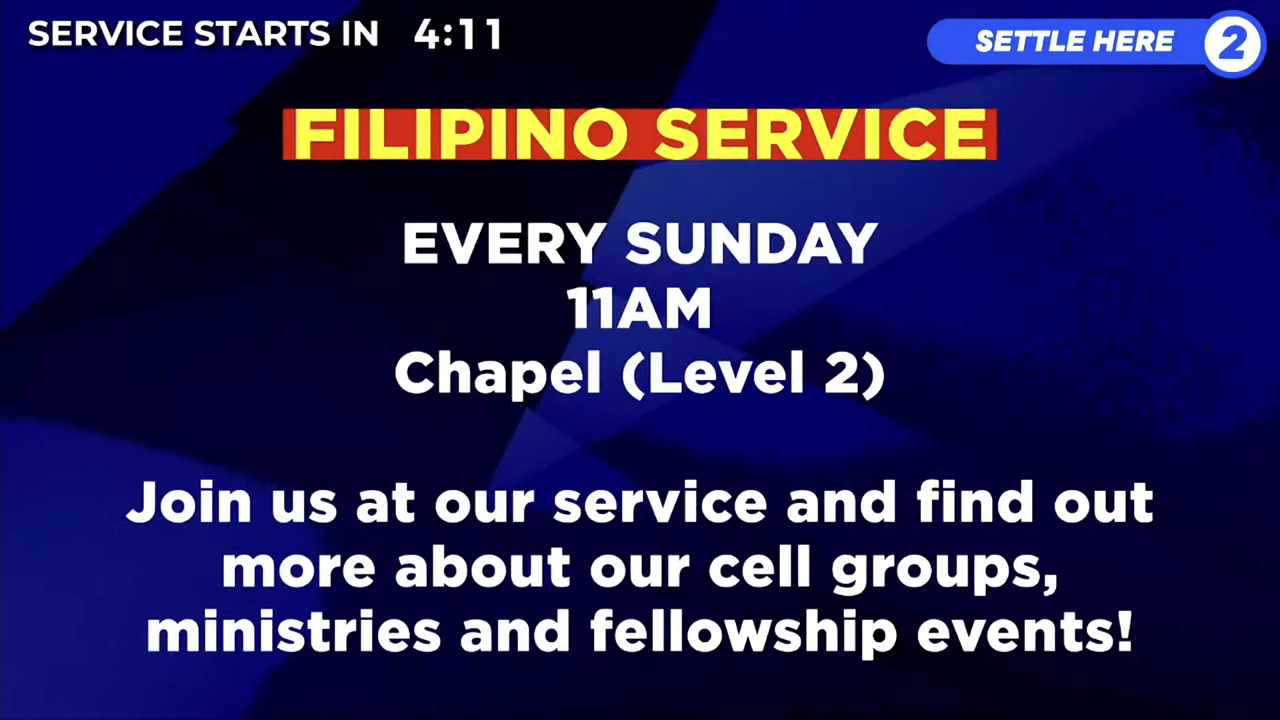 SERVICE STARTS IN 4:11
SETTLE HERE 2
FILIPINO SERVICE
EVERY SUNDAY
11AM
Chapel (Level 2)
Join us at our service and find out
more about our cell groups,
ministries and fellowship events!